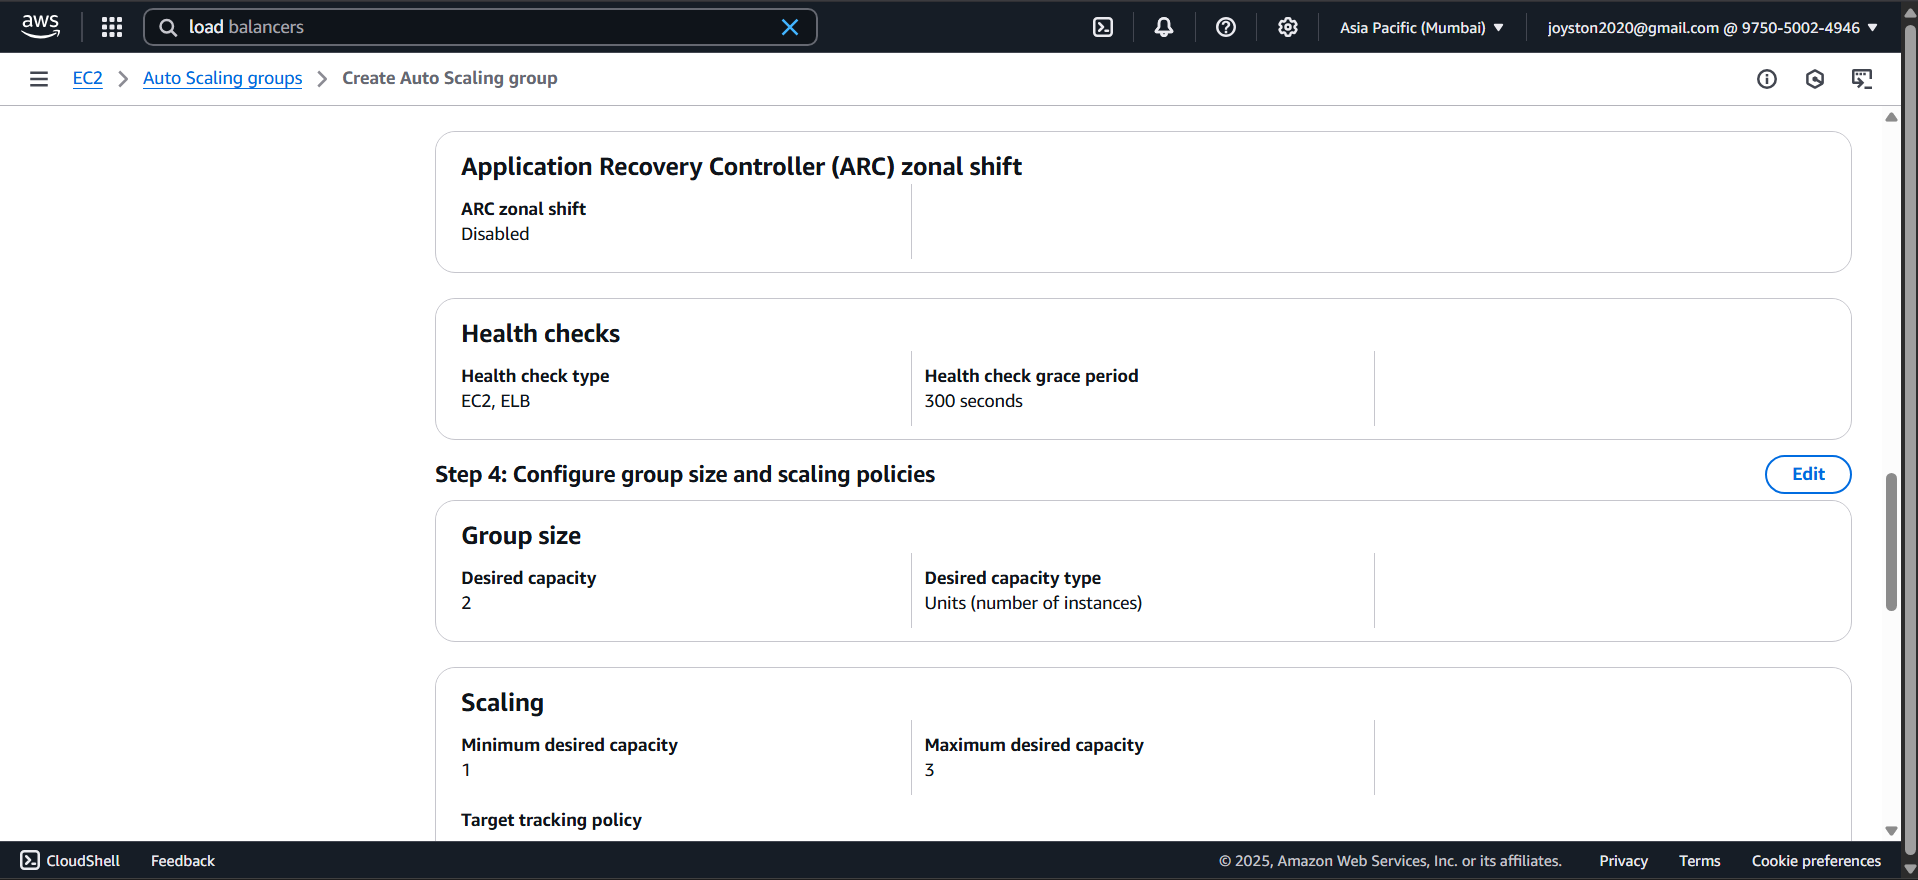 aws
load balancers
Asia Pacific (Mumbai)
joyston2020@gmail.com @ 9750-5002-4946
EC2
Auto Scaling groups
Create Auto Scaling group
Application Recovery Controller (ARC) zonal shift
ARC zonal shift
Disabled
Health checks
Health check type
EC2, ELB
Health check grace period
300 seconds
Step 4: Configure group size and scaling policies
Edit
Group size
Desired capacity
2
Desired capacity type
Units (number of instances)
Scaling
Minimum desired capacity
1
Maximum desired capacity
3
Target tracking policy
CloudShell
Feedback
© 2025, Amazon Web Services, Inc. or its affiliates.
Privacy
Terms
Cookie preferences